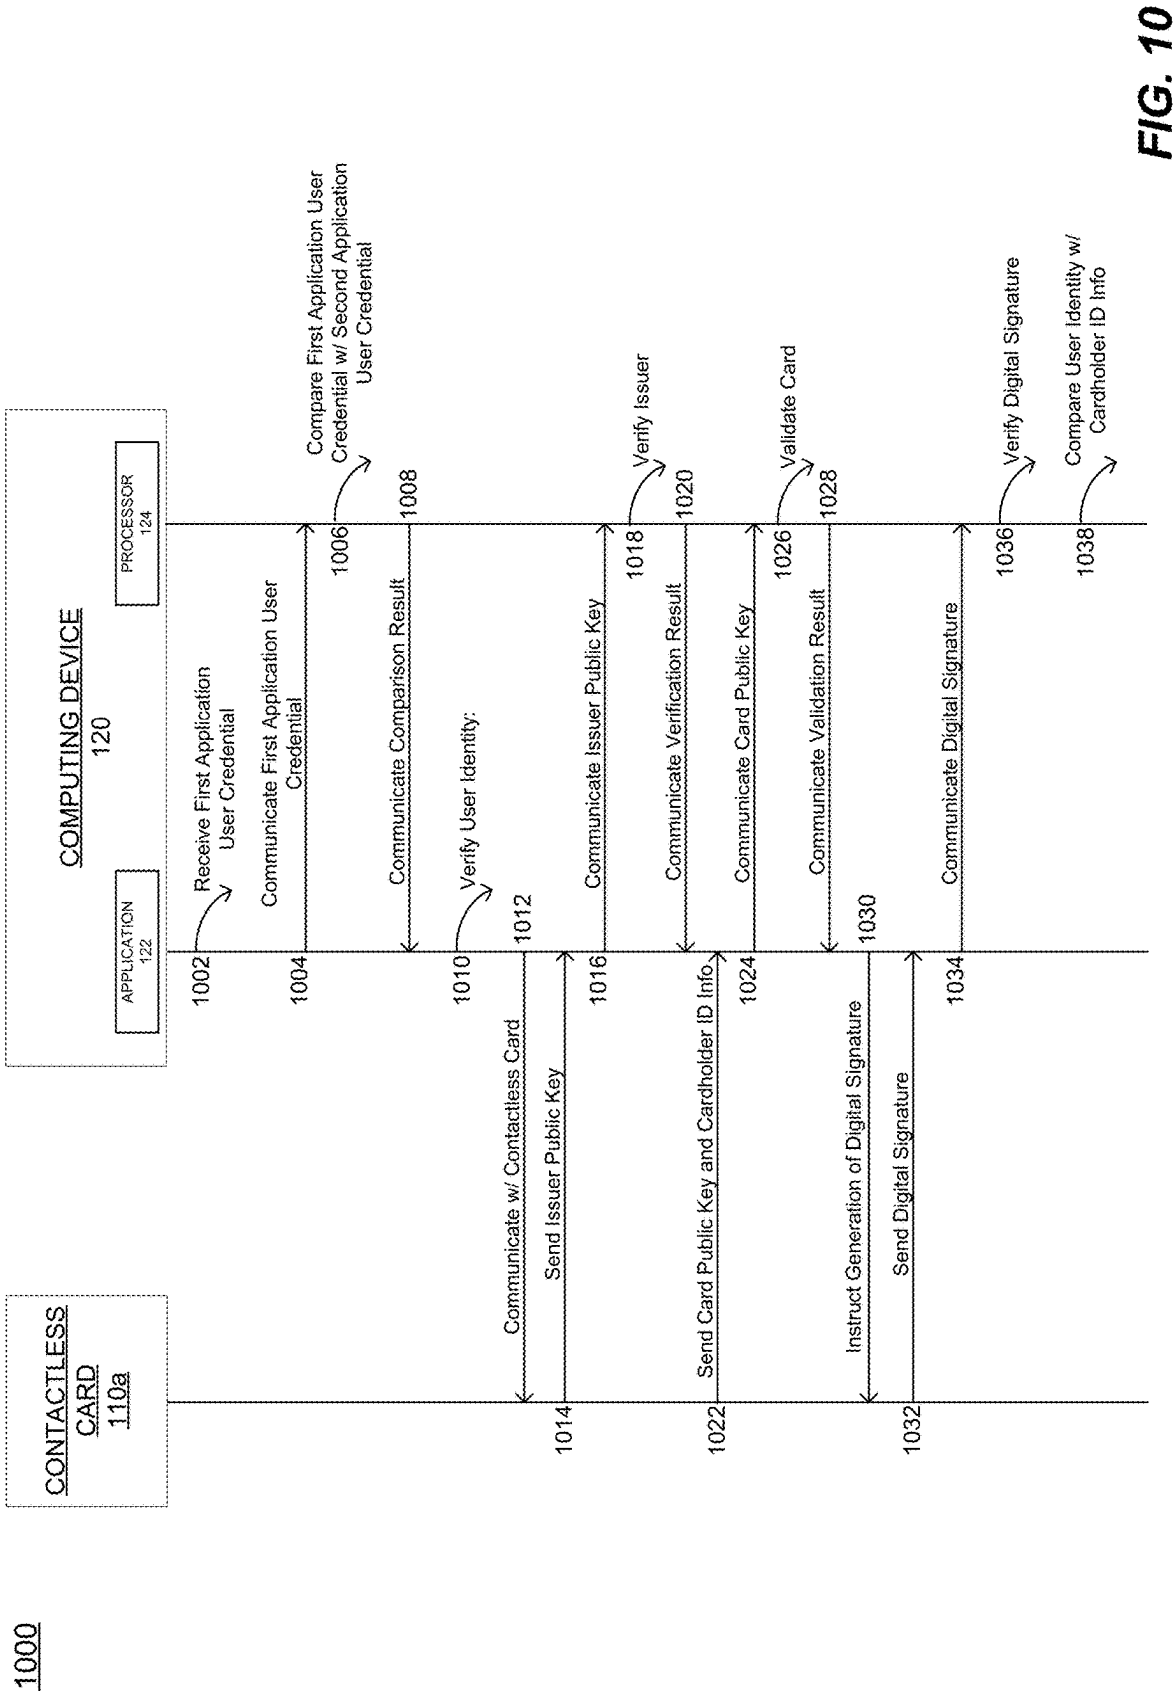 1000
CONTACTLESS
CARD
110a
COMPUTING DEVICE
120
APPLICATION
122
PROCESSOR
124
1002
Receive First Application
User Credential
Communicate First Application User
Credential
1004
1006
Compare First Application User
Credential w/ Second Application
User Credential
Communicate Comparison Result
1008
1010
Verify User Identity:
Communicate w/ Contactless Card
1012
1014
Send Issuer Public Key
1016
Communicate Issuer Public Key
1018
Verify Issuer
Communicate Verification Result
1020
1022
Send Card Public Key and Cardholder ID Info
1024
Communicate Card Public Key
1026
Validate Card
Communicate Validation Result
1028
Instruct Generation of Digital Signature
1030
1032
Send Digital Signature
1034
Communicate Digital Signature
1036
Verify Digital Signature
1038
Compare User Identity w/
Cardholder ID Info
FIG. 10